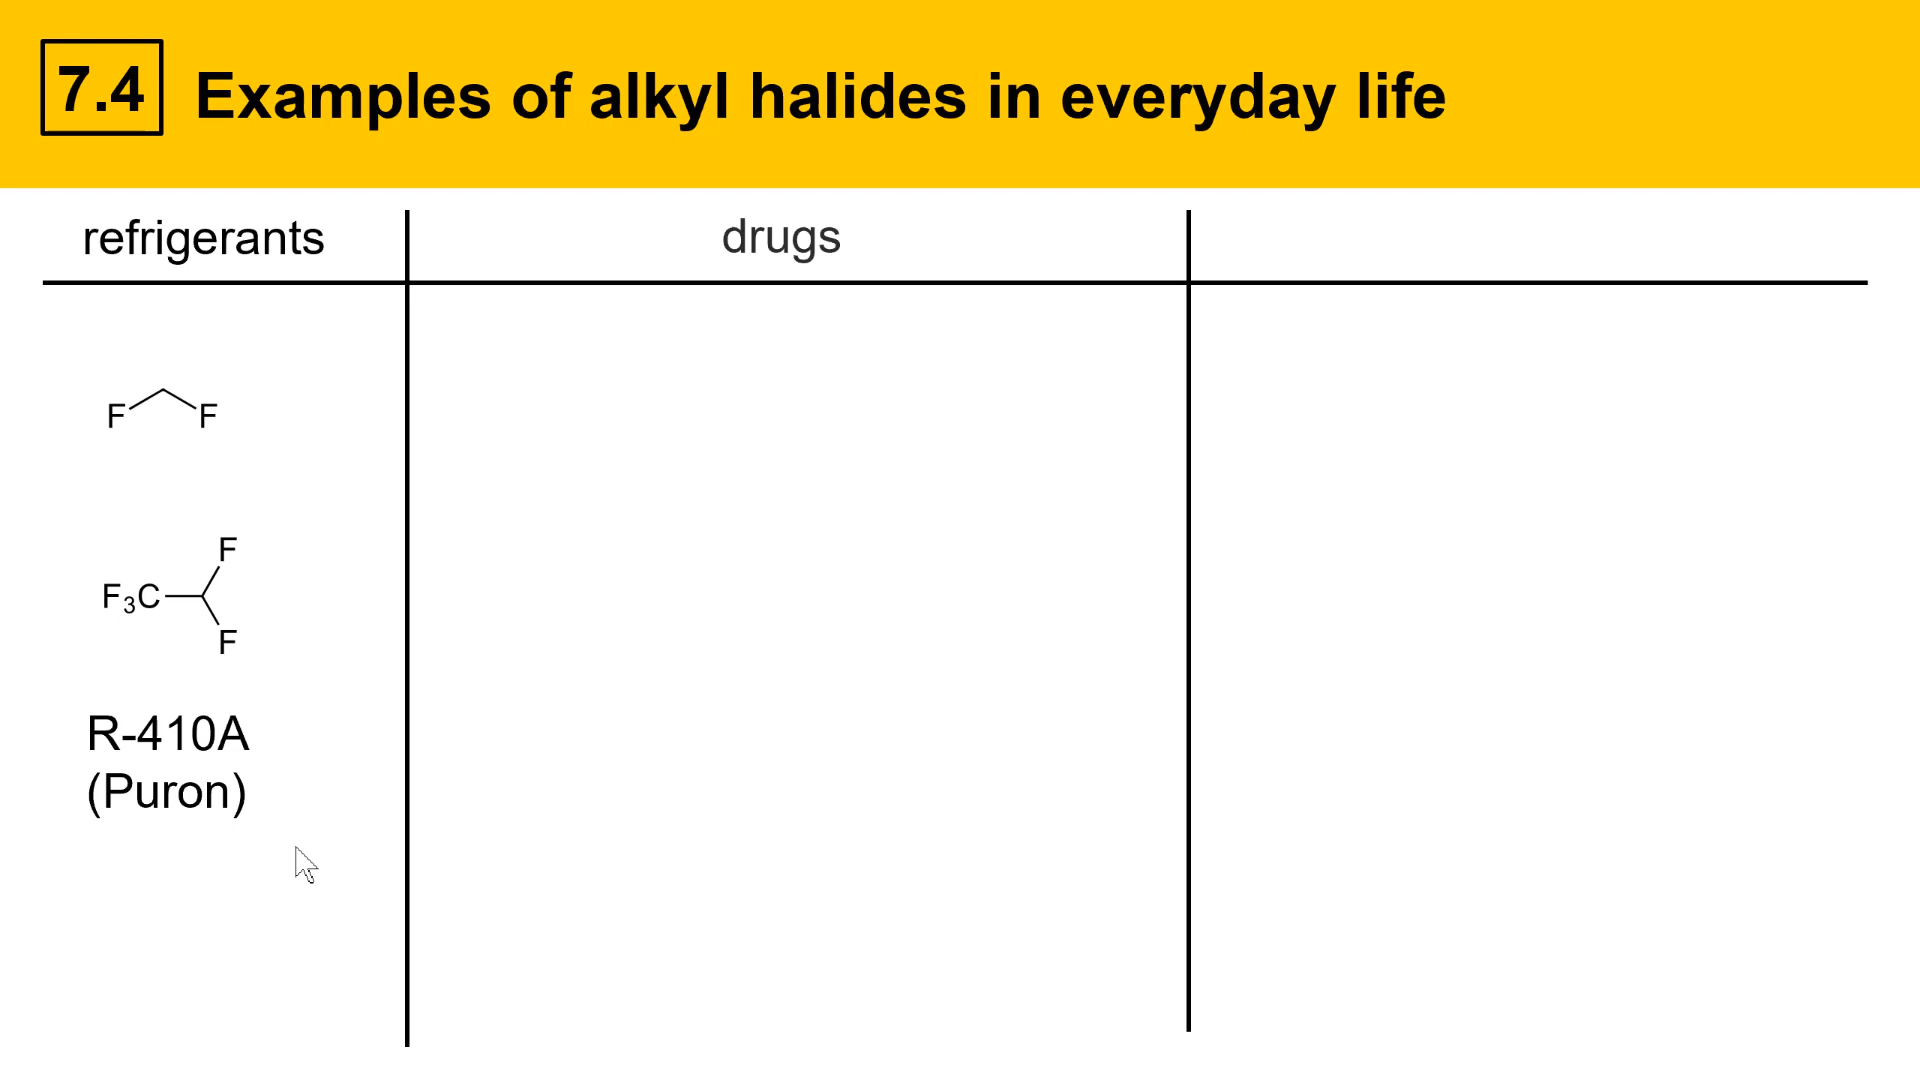 7.4 Examples of alkyl halides in everyday life
refrigerants drugs
F F
F
F₃C
F
R-410A
(Puron)